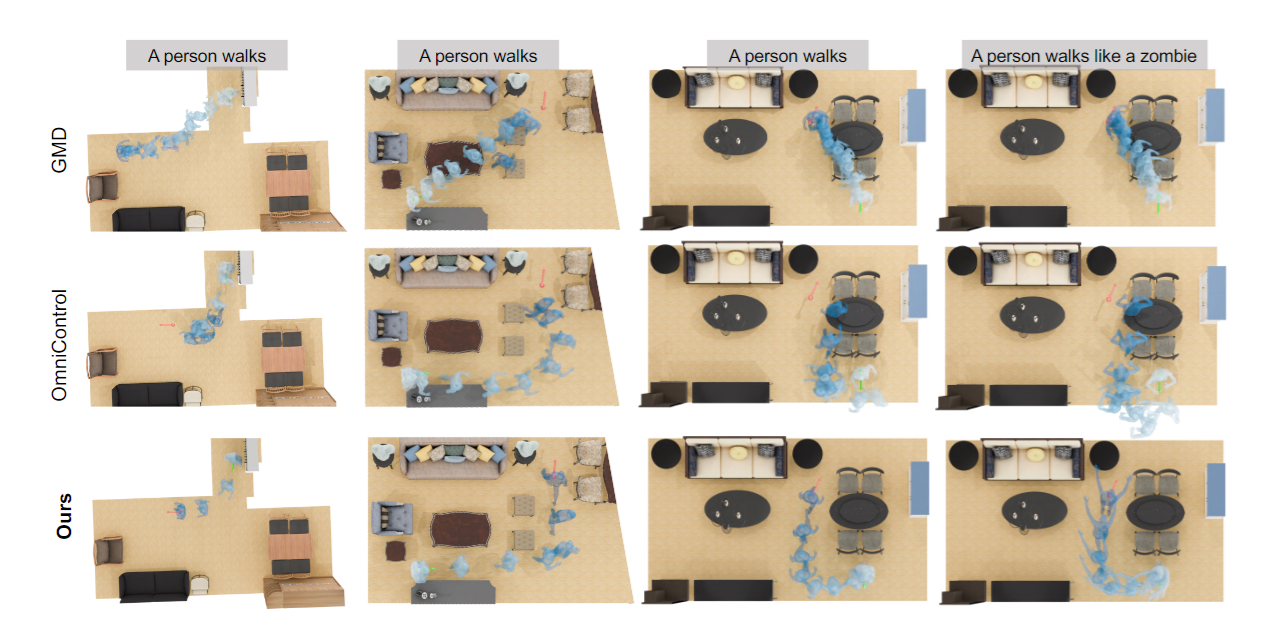 A person walks
A person walks
A person walks
A person walks like a zombie
GMD
OmniControl
Ours